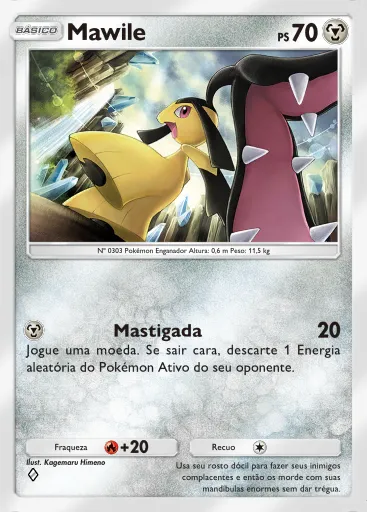 BÁSICO Mawile PS 70
Nº 0303 Pokémon Enganador Altura: 0,6 m Peso: 11,5 kg
Mastigada 20
Jogue uma moeda. Se sair cara, descarte 1 Energia
aleatória do Pokémon Ativo do seu oponente.
Fraqueza +20 Recuo
Ilust. Kagemaru Himeno
Usa seu rosto dócil para fazer seus inimigos
complacentes e então os morde com suas
mandíbulas enormes sem dar trégua.